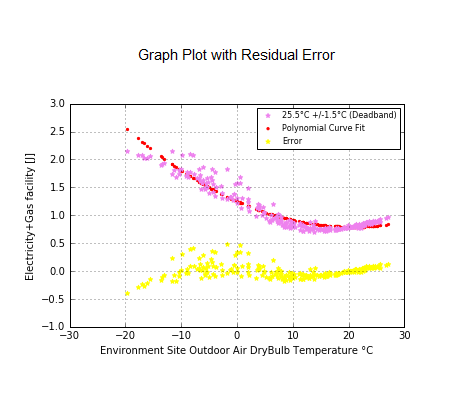 Graph Plot with Residual Error
3.0
25.5°C +/-1.5°C (Deadband)
Polynomial Curve Fit
Error
2.5
2.0
1.5
1.0
0.5
0.0
−0.5
−1.0
Electricity+Gas facility [J]
−30 −20 −10 0 10 20 30
Environment Site Outdoor Air DryBulb Temperature °C